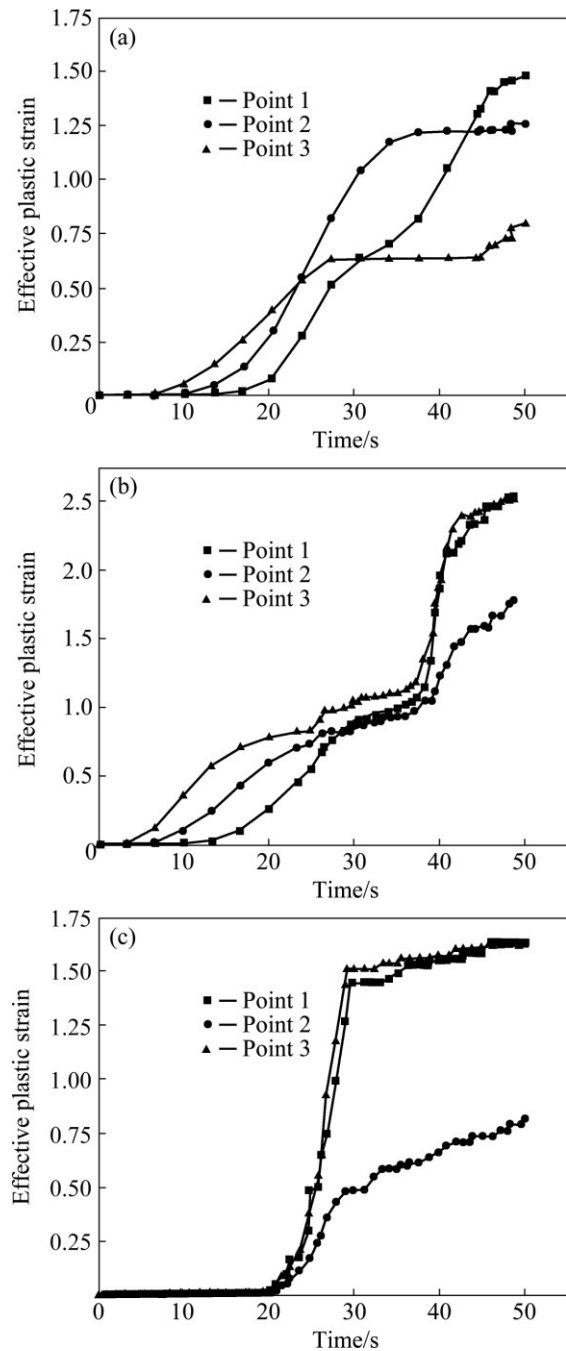 (a)
1.75
1.50
1.25
1.00
0.75
0.50
0.25
0
Effective plastic strain
Point 1
Point 2
Point 3
10 20 30 40 50
Time/s
(b)
2.5
2.0
1.5
1.0
0.5
0
Effective plastic strain
Point 1
Point 2
Point 3
10 20 30 40 50
Time/s
(c)
1.75
1.50
1.25
1.00
0.75
0.50
0.25
Effective plastic strain
Point 1
Point 2
Point 3
0 10 20 30 40 50
Time/s